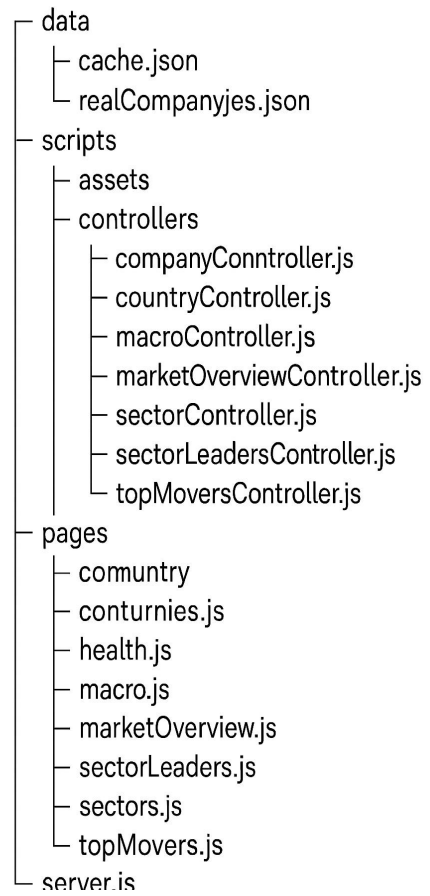 data
cache.json
realCompanyjes.json
scripts
assets
controllers
companyConntroller.js
countryController.js
macroController.js
marketOverviewController.js
sectorController.js
sectorLeadersController.js
topMoversController.js
pages
comuntry
conturnies.js
health.js
macro.js
marketOverview.js
sectorLeaders.js
sectors.js
topMovers.js
server.js